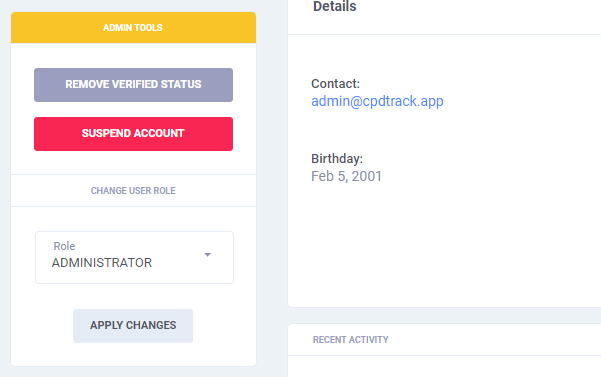 ADMIN TOOLS
REMOVE VERIFIED STATUS
SUSPEND ACCOUNT
CHANGE USER ROLE
Role
ADMINISTRATOR
APPLY CHANGES
Details
Contact:
admin@cpdtrack.app
Birthday:
Feb 5, 2001
RECENT ACTIVITY